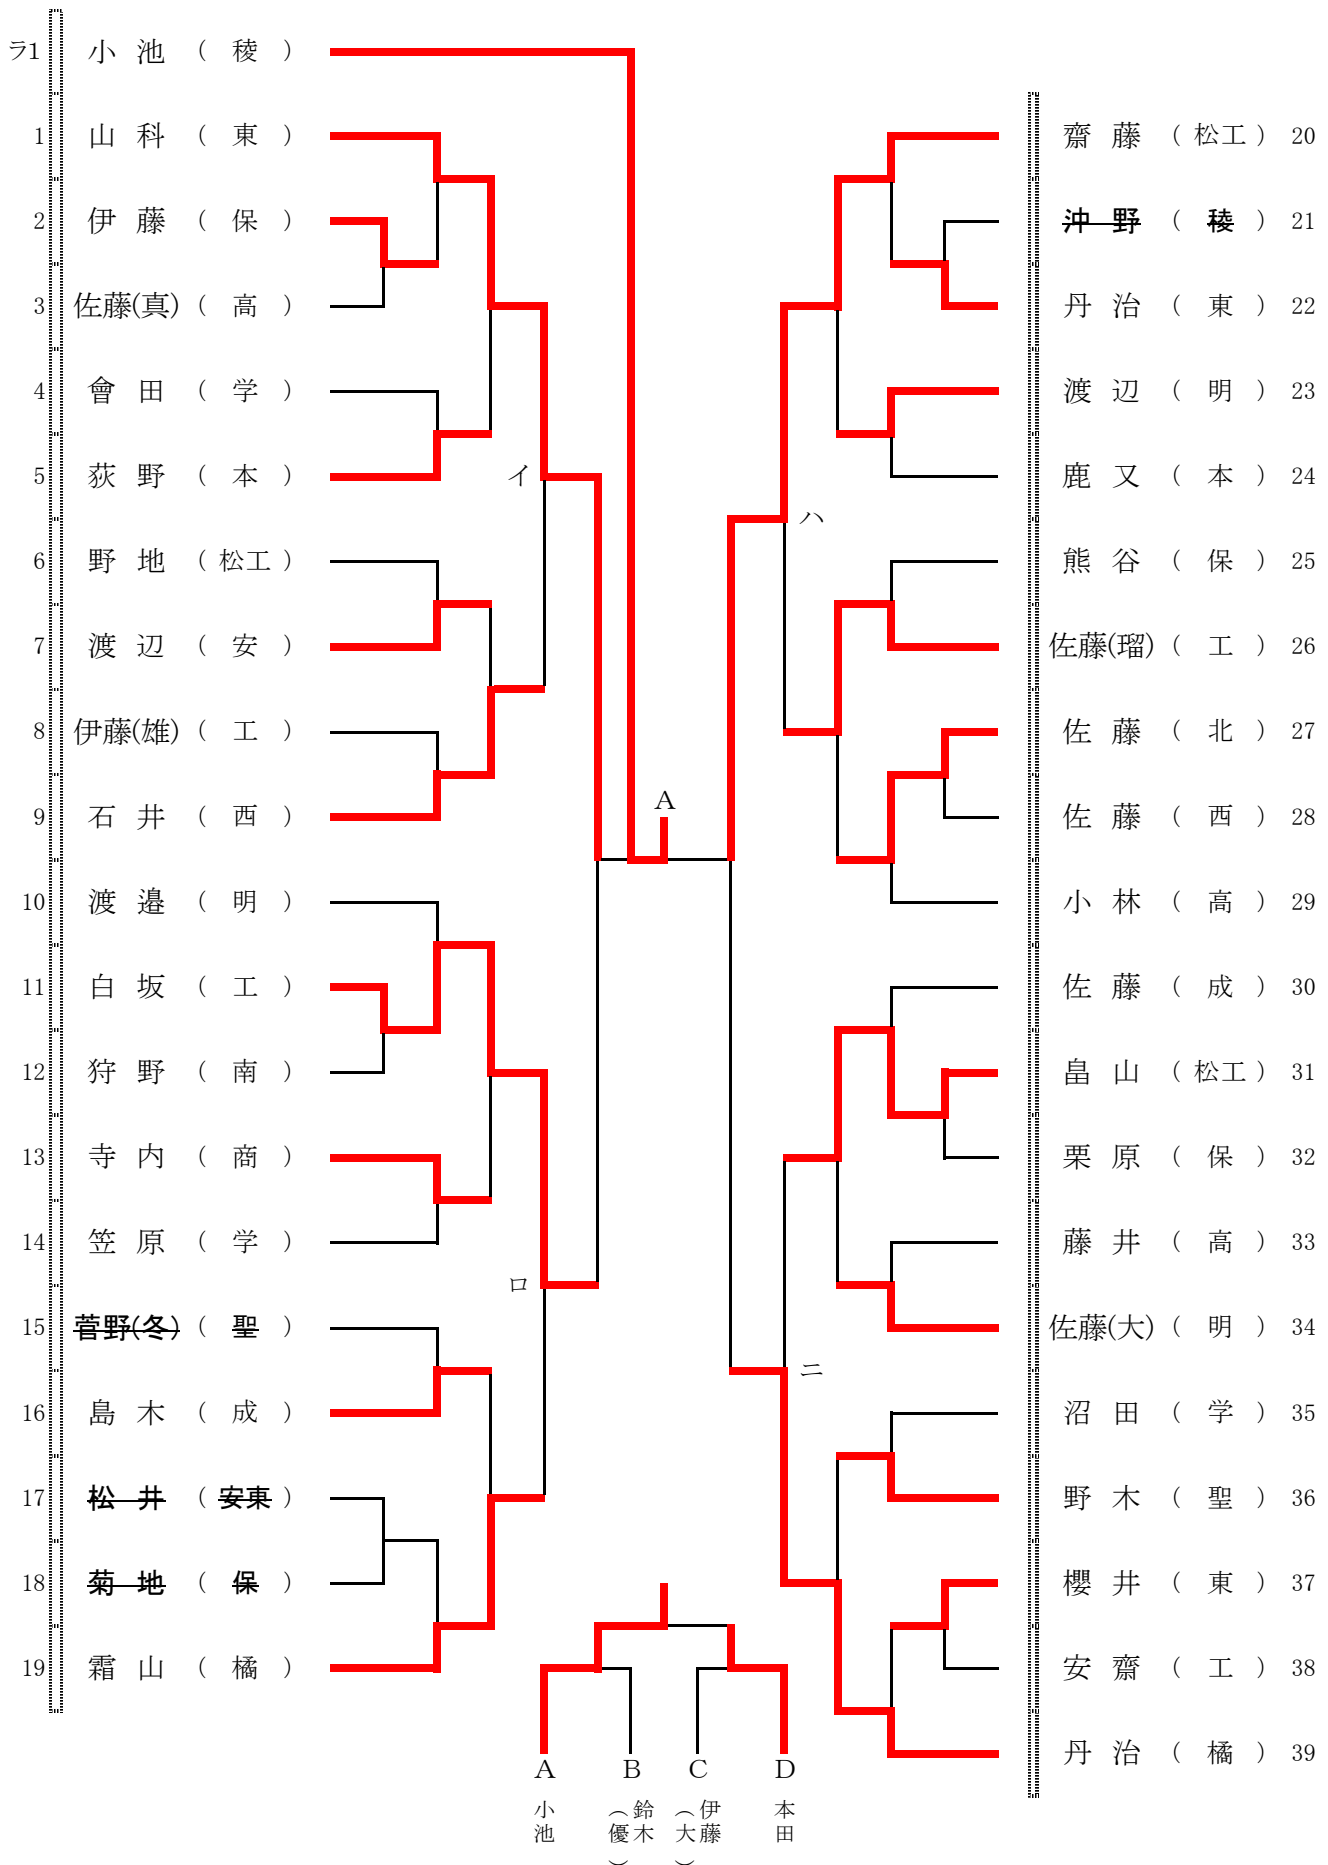 ラ1 小池 ( 稜 )
1 山科 ( 東 )
2 伊藤 ( 保 )
3 佐藤(真) ( 高 )
4 會田 ( 学 )
5 荻野 ( 本 )
6 野地 ( 松工 )
7 渡辺 ( 安 )
8 伊藤(雄) ( 工 )
9 石井 ( 西 )
10 渡邉 ( 明 )
11 白坂 ( 工 )
12 狩野 ( 南 )
13 寺内 ( 商 )
14 笠原 ( 学 )
15 菅野(冬) ( 聖 )
16 島木 ( 成 )
17 松井 ( 安東 )
18 菊地 ( 保 )
19 霜山 ( 橘 )
イ
ロ
A
ハ
ニ
齋藤 ( 松工 ) 20
沖野 ( 稜 ) 21
丹治 ( 東 ) 22
渡辺 ( 明 ) 23
鹿又 ( 本 ) 24
熊谷 ( 保 ) 25
佐藤(瑠) ( 工 ) 26
佐藤 ( 北 ) 27
佐藤 ( 西 ) 28
小林 ( 高 ) 29
佐藤 ( 成 ) 30
畠山 ( 松工 ) 31
栗原 ( 保 ) 32
藤井 ( 高 ) 33
佐藤(大) ( 明 ) 34
沼田 ( 学 ) 35
野木 ( 聖 ) 36
櫻井 ( 東 ) 37
安齋 ( 工 ) 38
丹治 ( 橘 ) 39
A B C D
小池
鈴木(優)
伊藤(大)
本田